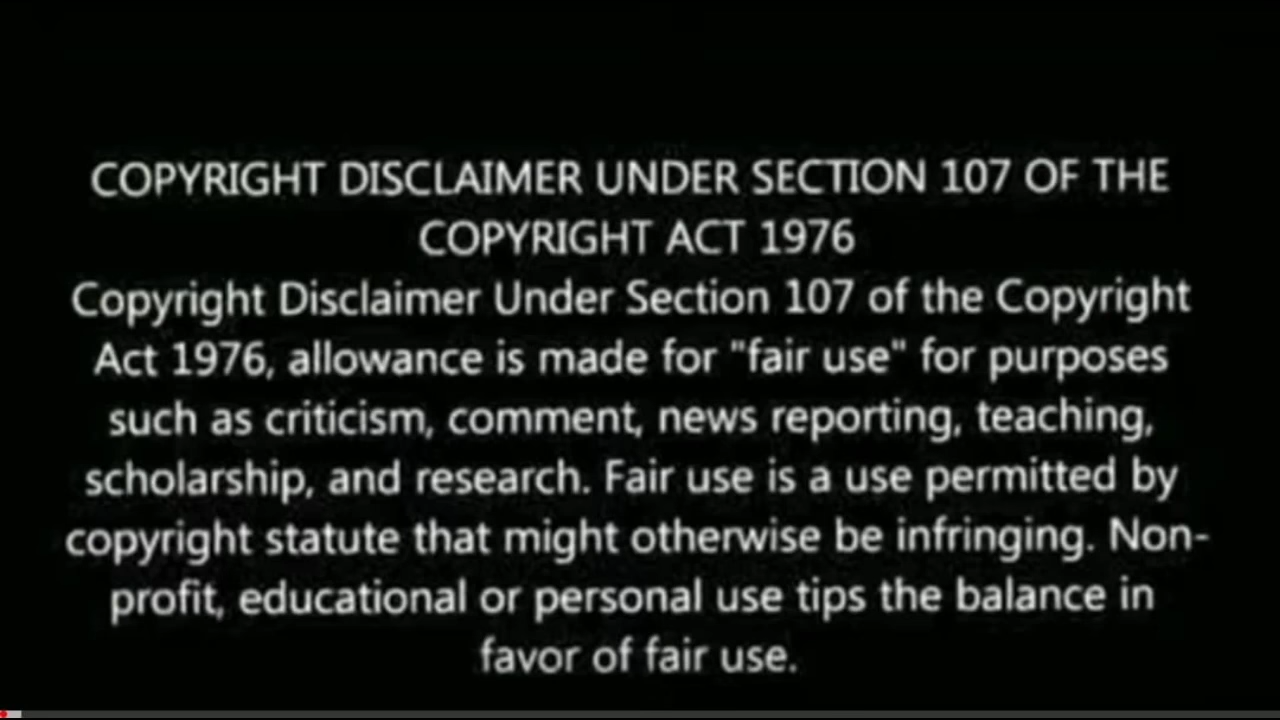 COPYRIGHT DISCLAIMER UNDER SECTION 107 OF THE
COPYRIGHT ACT 1976
Copyright Disclaimer Under Section 107 of the Copyright
Act 1976, allowance is made for "fair use" for purposes
such as criticism, comment, news reporting, teaching,
scholarship, and research. Fair use is a use permitted by
copyright statute that might otherwise be infringing. Non-
profit, educational or personal use tips the balance in
favor of fair use.